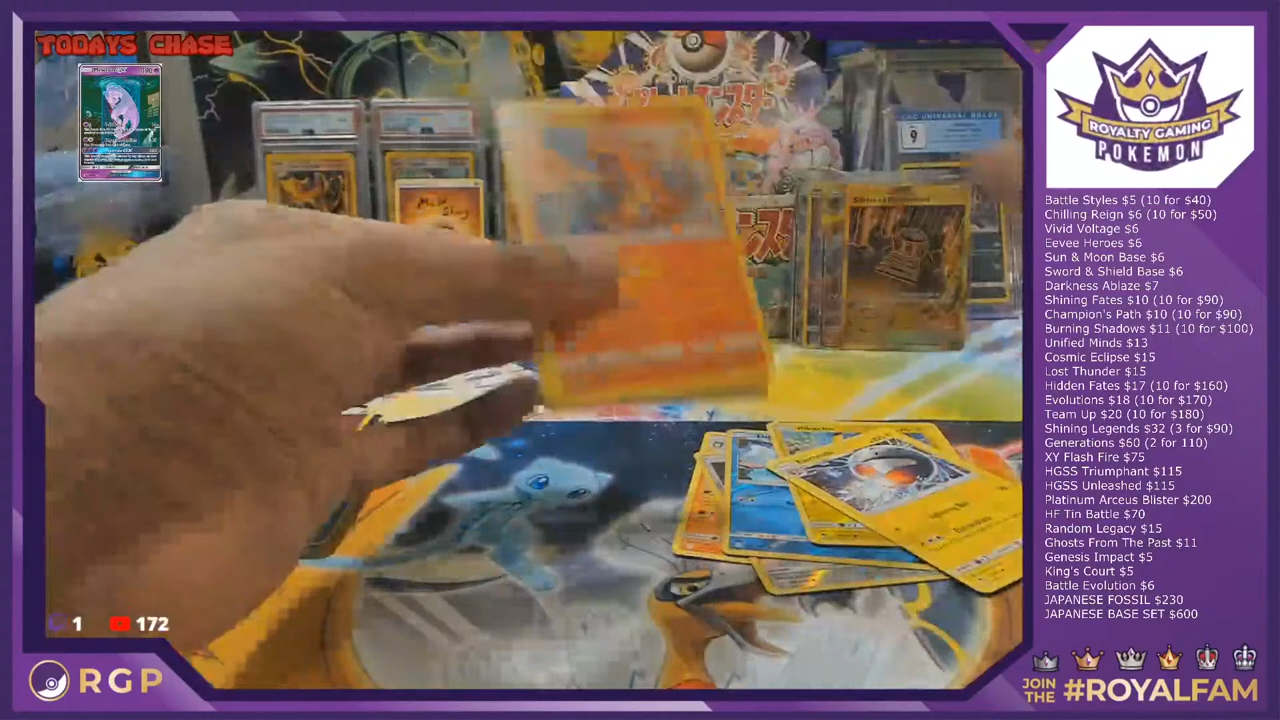 TODAYS CHASE
ROYALTY GAMING
POKEMON
Battle Styles $5 (10 for $40)
Chilling Reign $6 (10 for $50)
Vivid Voltage $6
Eevee Heroes $6
Sun & Moon Base $6
Sword & Shield Base $6
Darkness Ablaze $7
Shining Fates $10 (10 for $90)
Champion's Path $10 (10 for $90)
Burning Shadows $11 (10 for $100)
Unified Minds $13
Cosmic Eclipse $15
Lost Thunder $15
Hidden Fates $17 (10 for $160)
Evolutions $18 (10 for $170)
Team Up $20 (10 for $180)
Shining Legends $32 (3 for $90)
Generations $60 (2 for 110)
XY Flash Fire $75
HGSS Triumphant $115
HGSS Unleashed $115
Platinum Arceus Blister $200
HF Tin Battle $70
Random Legacy $15
Ghosts From The Past $11
Genesis Impact $5
King's Court $5
Battle Evolution $6
JAPANESE FOSSIL $230
JAPANESE BASE SET $600
1 172
RGP
JOIN THE #ROYALFAM